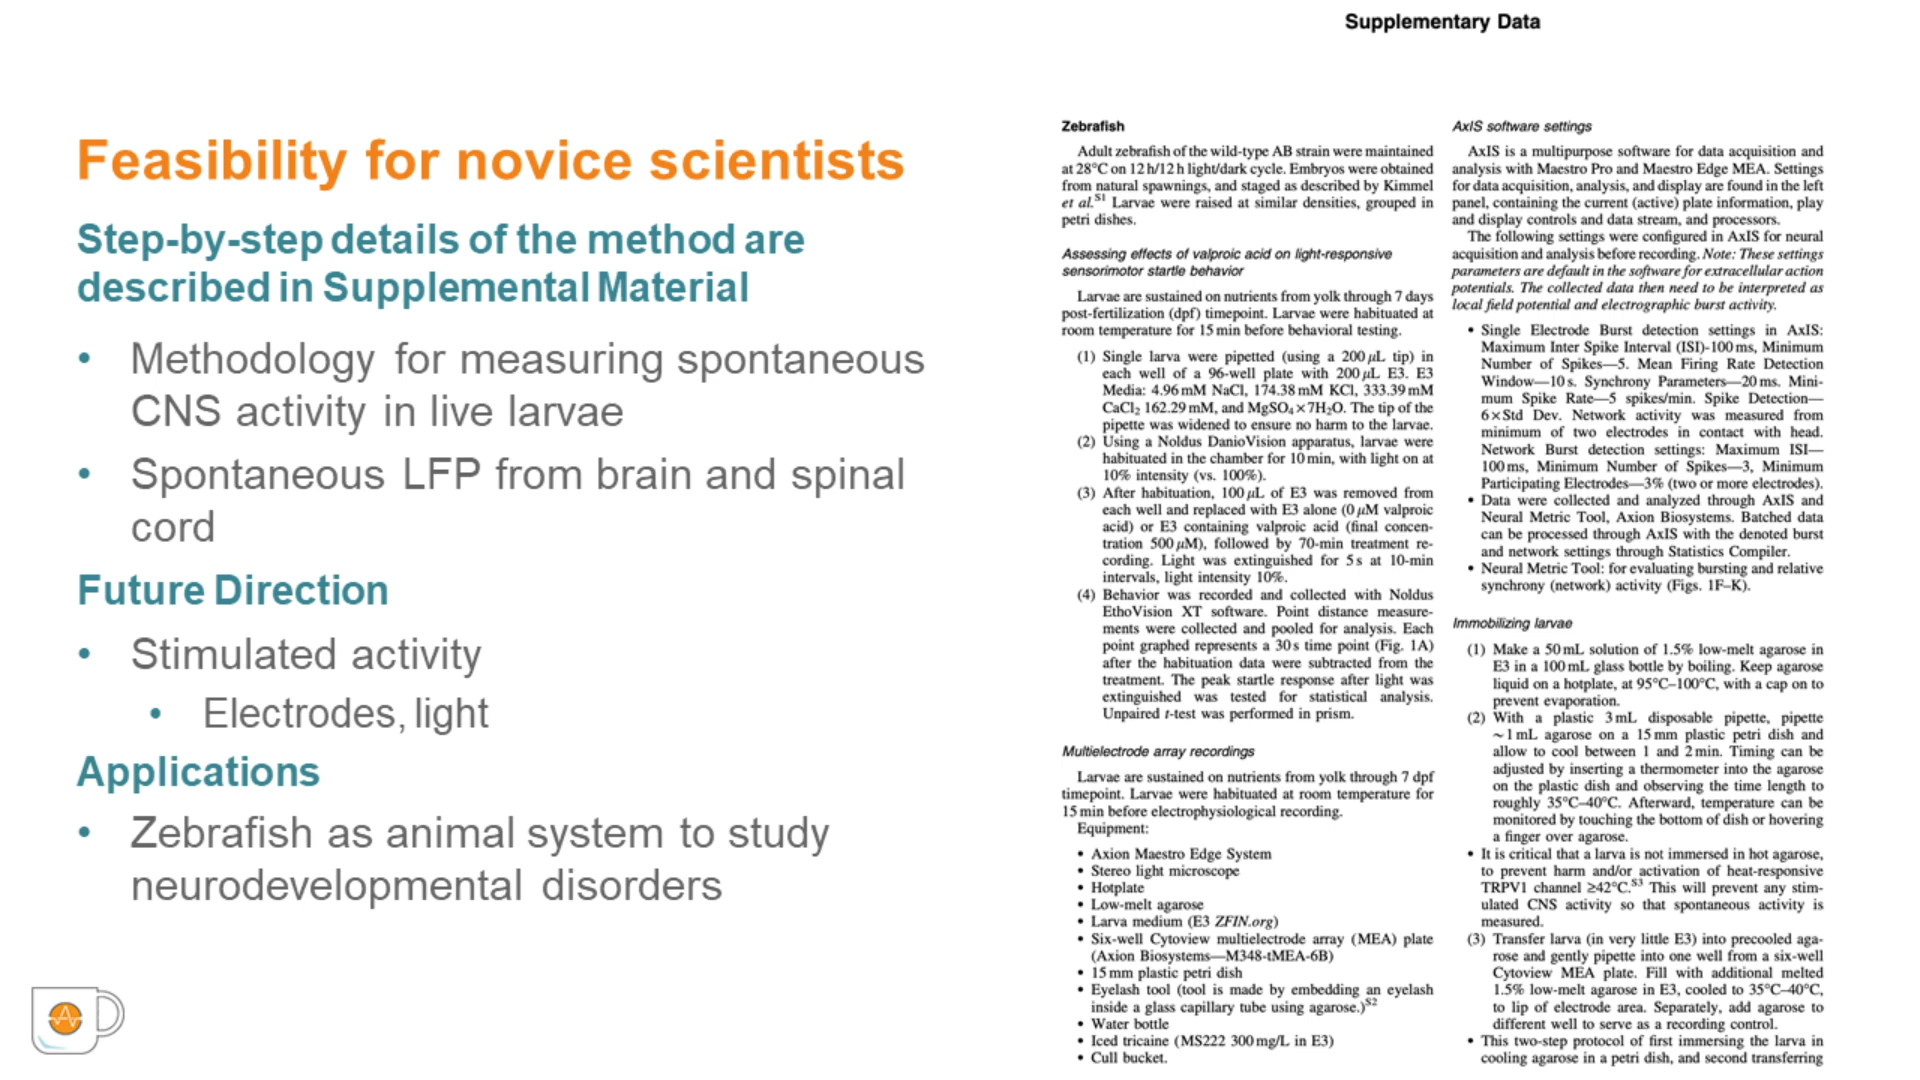 Feasibility for novice scientists
Step-by-step details of the method are
described in Supplemental Material
• Methodology for measuring spontaneous
CNS activity in live larvae
• Spontaneous LFP from brain and spinal
cord
Future Direction
• Stimulated activity
• Electrodes, light
Applications
• Zebrafish as animal system to study
neurodevelopmental disorders
Supplementary Data
Zebrafish
Adult zebrafish of the wild-type AB strain were maintained
at 28°C on 12 h/12 h light/dark cycle. Embryos were obtained
from natural spawnings, and staged as described by Kimmel
et al.S1 Larvae were raised at similar densities, grouped in
petri dishes.
Assessing effects of valproic acid on light-responsive
sensorimotor startle behavior
Larvae are sustained on nutrients from yolk through 7 days
post-fertilization (dpf) timepoint. Larvae were habituated at
room temperature for 15 min before behavioral testing.
(1) Single larva were pipetted (using a 200 μL tip) in
each well of a 96-well plate with 200 μL E3. E3
Media: 4.96 mM NaCl, 174.38 mM KCl, 333.39 mM
CaCl₂ 162.29 mM, and MgSO₄ × 7H₂O. The tip of the
pipette was widened to ensure no harm to the larvae.
(2) Using a Noldus DanioVision apparatus, larvae were
habituated in the chamber for 10 min, with light on at
10% intensity (vs. 100%).
(3) After habituation, 100 μL of E3 was removed from
each well and replaced with E3 alone (0 μM valproic
acid) or E3 containing valproic acid (final concen-
tration 500 μM), followed by 70-min treatment re-
cording. Light was extinguished for 5 s at 10-min
intervals, light intensity 10%.
(4) Behavior was recorded and collected with Noldus
EthoVision XT software. Point distance measure-
ments were collected and pooled for analysis. Each
point graphed represents a 30 s time point (Fig. 1A)
after the habituation data were subtracted from the
treatment. The peak startle response after light was
extinguished was tested for statistical analysis.
Unpaired t-test was performed in prism.
Multielectrode array recordings
Larvae are sustained on nutrients from yolk through 7 dpf
timepoint. Larvae were habituated at room temperature for
15 min before electrophysiological recording.
Equipment:
• Axion Maestro Edge System
• Stereo light microscope
• Hotplate
• Low-melt agarose
• Larva medium (E3 ZFIN.org)
• Six-well Cytoview multielectrode array (MEA) plate
(Axion Biosystems—M348-tMEA-6B)
• 15 mm plastic petri dish
• Eyelash tool (tool is made by embedding an eyelash
inside a glass capillary tube using agarose.)S2
• Water bottle
• Iced tricaine (MS222 300 mg/L in E3)
• Cull bucket.
AxIS software settings
AxIS is a multipurpose software for data acquisition and
analysis with Maestro Pro and Maestro Edge MEA. Settings
for data acquisition, analysis, and display are found in the left
panel, containing the current (active) plate information, play
and display controls and data stream, and processors.
The following settings were configured in AxIS for neural
acquisition and analysis before recording. Note: These settings
parameters are default in the software for extracellular action
potentials. The collected data then need to be interpreted as
local field potential and electrographic burst activity.
• Single Electrode Burst detection settings in AxIS:
Maximum Inter Spike Interval (ISI)-100 ms, Minimum
Number of Spikes—5. Mean Firing Rate Detection
Window—10 s. Synchrony Parameters—20 ms. Mini-
mum Spike Rate—5 spikes/min. Spike Detection—
6 × Std Dev. Network activity was measured from
minimum of two electrodes in contact with head.
Network Burst detection settings: Maximum ISI—
100 ms, Minimum Number of Spikes—3, Minimum
Participating Electrodes—3% (two or more electrodes).
• Data were collected and analyzed through AxIS and
Neural Metric Tool, Axion Biosystems. Batched data
can be processed through AxIS with the denoted burst
and network settings through Statistics Compiler.
• Neural Metric Tool: for evaluating bursting and relative
synchrony (network) activity (Figs. 1F–K).
Immobilizing larvae
(1) Make a 50 mL solution of 1.5% low-melt agarose in
E3 in a 100 mL glass bottle by boiling. Keep agarose
liquid on a hotplate, at 95°C–100°C, with a cap on to
prevent evaporation.
(2) With a plastic 3 mL disposable pipette, pipette
~1 mL agarose on a 15 mm plastic petri dish and
allow to cool between 1 and 2 min. Timing can be
adjusted by inserting a thermometer into the agarose
on the plastic dish and observing the time length to
roughly 35°C–40°C. Afterward, temperature can be
monitored by touching the bottom of dish or hovering
a finger over agarose.
• It is critical that a larva is not immersed in hot agarose,
to prevent harm and/or activation of heat-responsive
TRPV1 channel ≥42°C.S3 This will prevent any stim-
ulated CNS activity so that spontaneous activity is
measured.
(3) Transfer larva (in very little E3) into precooled aga-
rose and gently pipette into one well from a six-well
Cytoview MEA plate. Fill with additional melted
1.5% low-melt agarose in E3, cooled to 35°C–40°C,
to lip of electrode area. Separately, add agarose to
different well to serve as a recording control.
• This two-step protocol of first immersing the larva in
cooling agarose in a petri dish, and second transferring